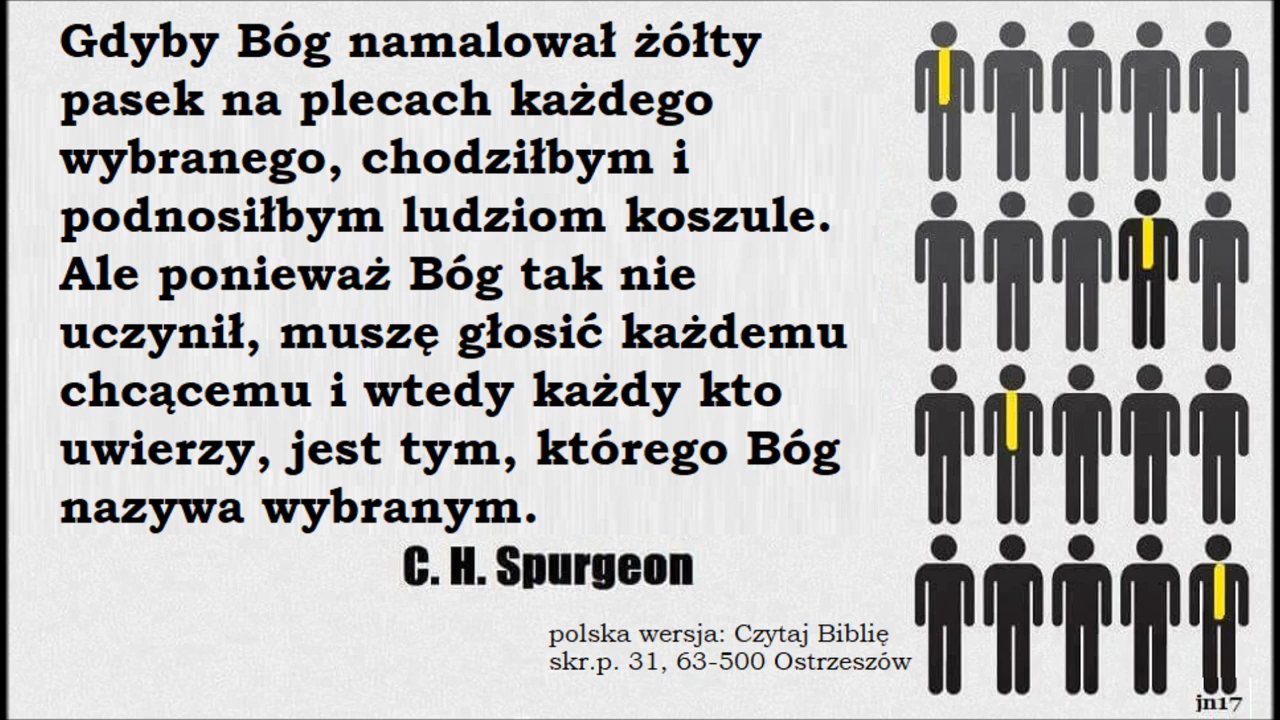 Gdyby Bóg namalował żółty
pasek na plecach każdego
wybranego, chodziłbym i
podnosiłbym ludziom koszule.
Ale ponieważ Bóg tak nie
uczynił, muszę głosić każdemu
chcącemu i wtedy każdy kto
uwierzy, jest tym, którego Bóg
nazywa wybranym.
C. H. Spurgeon
polska wersja: Czytaj Biblię
skr.p. 31, 63-500 Ostrzeszów
jn17